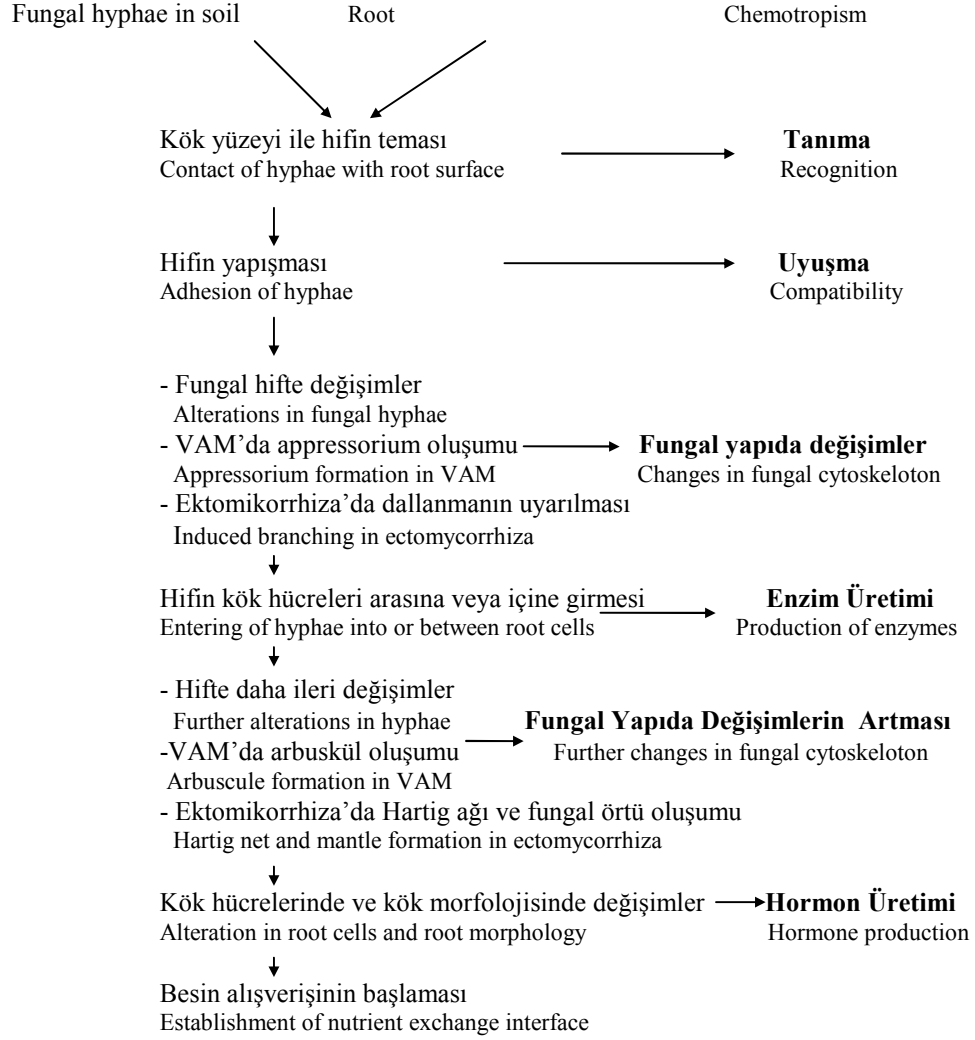 Fungal hyphae in soil Root Chemotropism
Kök yüzeyi ile hifin teması Tanıma
Contact of hyphae with root surface Recognition
Hifin yapışması Uyuşma
Adhesion of hyphae Compatibility
- Fungal hifte değişimler
Alterations in fungal hyphae
- VAM’da appressorium oluşumu Fungal yapıda değişimler
Appressorium formation in VAM Changes in fungal cytoskeloton
- Ektomikorrhiza’da dallanmanın uyarılması
Induced branching in ectomycorrhiza
Hifin kök hücreleri arasına veya içine girmesi Enzim Üretimi
Entering of hyphae into or between root cells Production of enzymes
- Hifte daha ileri değişimler
Further alterations in hyphae Fungal Yapıda Değişimlerin Artması
-VAM’da arbuskül oluşumu Further changes in fungal cytoskeloton
Arbuscule formation in VAM
- Ektomikorrhiza’da Hartig ağı ve fungal örtü oluşumu
Hartig net and mantle formation in ectomycorrhiza
Kök hücrelerinde ve kök morfolojisinde değişimler Hormon Üretimi
Alteration in root cells and root morphology Hormone production
Besin alışverişinin başlaması
Establishment of nutrient exchange interface